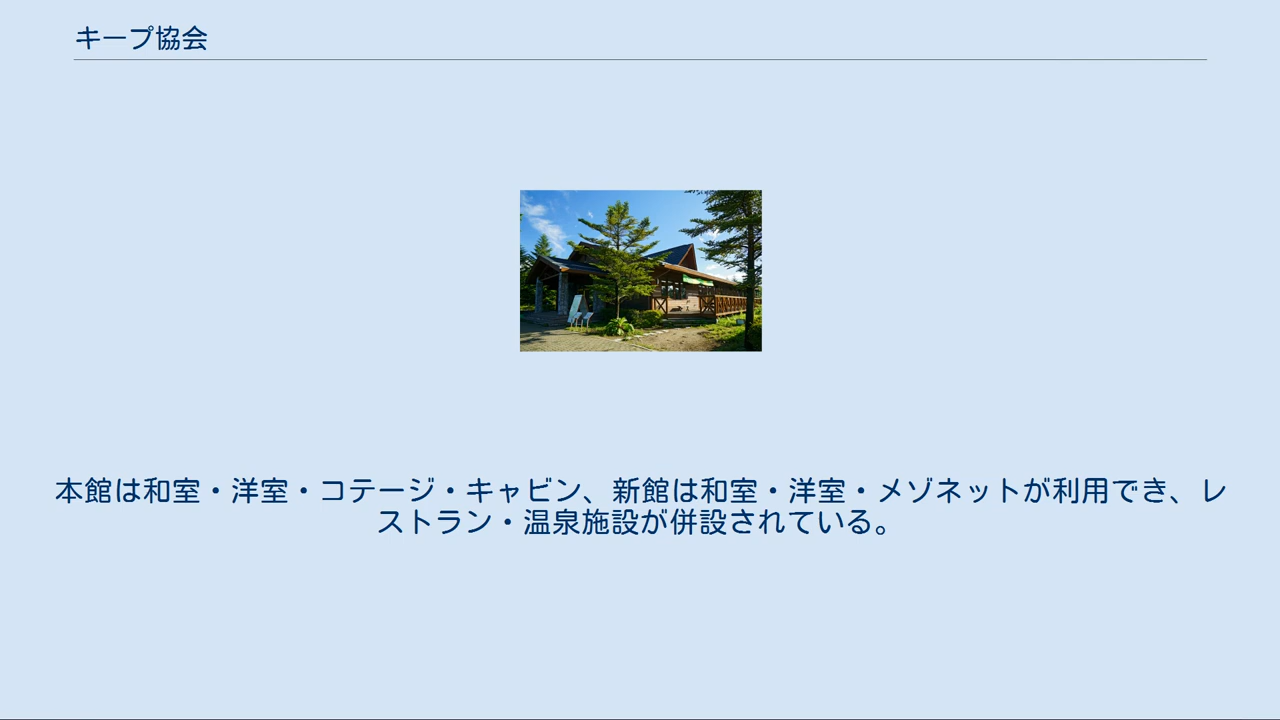 キープ協会
本館は和室・洋室・コテージ・キャビン、新館は和室・洋室・メゾネットが利用でき、レ
ストラン・温泉施設が併設されている。